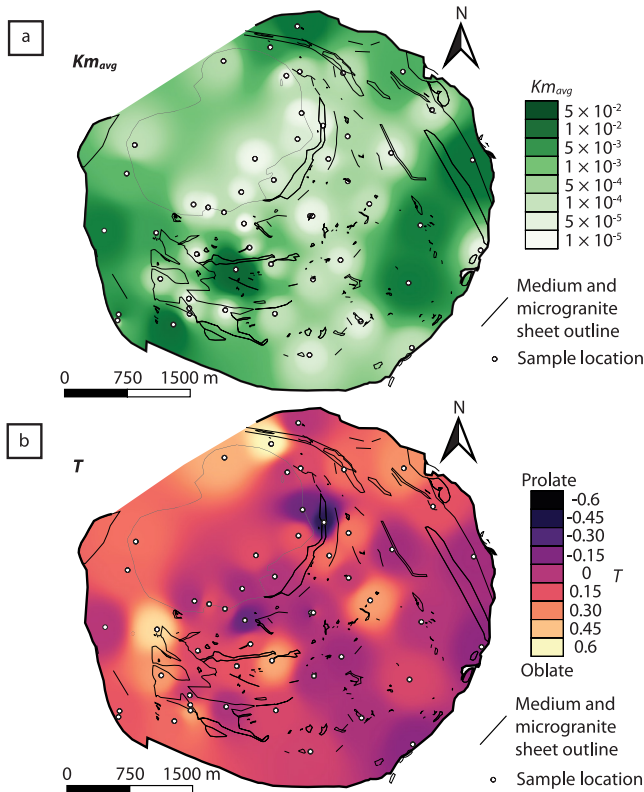 a
Km_avg
N
Km_avg
5 × 10⁻²
1 × 10⁻²
5 × 10⁻³
1 × 10⁻³
5 × 10⁻⁴
1 × 10⁻⁴
5 × 10⁻⁵
1 × 10⁻⁵
Medium and
microgranite
sheet outline
Sample location
0 750 1500 m
b
T
N
Prolate
-0.6
-0.45
-0.30
-0.15
0
0.15
0.30
0.45
0.6
T
Oblate
Medium and
microgranite
sheet outline
Sample location
0 750 1500 m